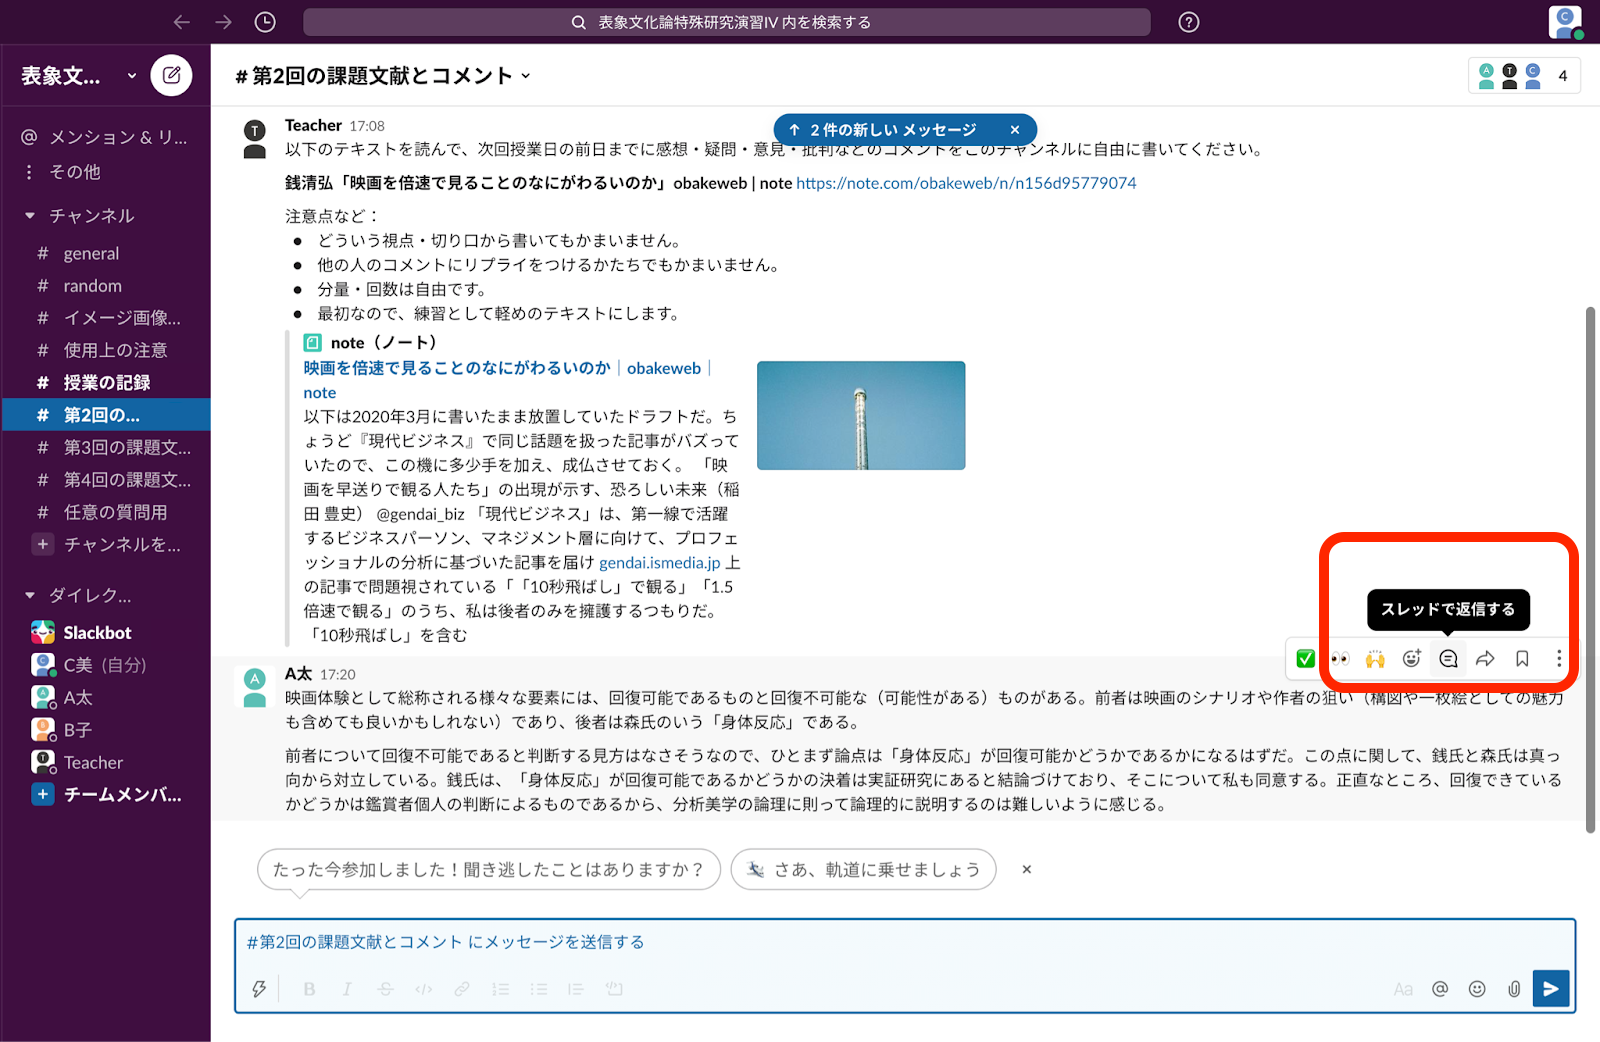 表象文化論特殊研究演習Ⅳ 内を検索する
表象文...
# 第2回の課題文献とコメント
4
@ メンション & リ...
その他
チャンネル
# general
# random
# イメージ画像...
# 使用上の注意
# 授業の記録
# 第2回の...
# 第3回の課題文...
# 第4回の課題文...
# 任意の質問用
+ チャンネルを...
ダイレク...
Slackbot
C美 (自分)
A太
B子
Teacher
+ チームメンバ...
Teacher 17:08
↑ 2 件の新しい メッセージ ×
以下のテキストを読んで、次回授業日の前日までに感想・疑問・意見・批判などのコメントをこのチャンネルに自由に書いてください。
銭清弘「映画を倍速で見ることのなにがわるいのか」obakeweb | note https://note.com/obakeweb/n/n156d95779074
注意点など：
● どういう視点・切り口から書いてもかまいません。
● 他の人のコメントにリプライをつけるかたちでもかまいません。
● 分量・回数は自由です。
● 最初なので、練習として軽めのテキストにします。
note（ノート）
映画を倍速で見ることのなにがわるいのか｜obakeweb｜
note
以下は2020年3月に書いたまま放置していたドラフトだ。ち
ょうど『現代ビジネス』で同じ話題を扱った記事がバズって
いたので、この機に多少手を加え、成仏させておく。 「映
画を早送りで観る人たち」の出現が示す、恐ろしい未来（稲
田 豊史） @gendai_biz 「現代ビジネス」は、第一線で活躍
するビジネスパーソン、マネジメント層に向けて、プロフェ
ッショナルの分析に基づいた記事を届け gendai.ismedia.jp 上
の記事で問題視されている「「10秒飛ばし」で観る」「1.5
倍速で観る」のうち、私は後者のみを擁護するつもりだ。
「10秒飛ばし」を含む
スレッドで返信する
A太 17:20
映画体験として総称される様々な要素には、回復可能であるものと回復不可能な（可能性がある）ものがある。前者は映画のシナリオや作者の狙い（構図や一枚絵としての魅力
も含めても良いかもしれない）であり、後者は森氏のいう「身体反応」である。
前者について回復不可能であると判断する見方はなさそうなので、ひとまず論点は「身体反応」が回復可能かどうかであるかになるはずだ。この点に関して、銭氏と森氏は真っ
向から対立している。銭氏は、「身体反応」が回復可能であるかどうかの決着は実証研究にあると結論づけており、そこについて私も同意する。正直なところ、回復できている
かどうかは鑑賞者個人の判断によるものであるから、分析美学の論理に則って論理的に説明するのは難しいように感じる。
たった今参加しました！聞き逃したことはありますか？
さあ、軌道に乗せましょう ×
#第2回の課題文献とコメント にメッセージを送信する
B I S </>
Aa @